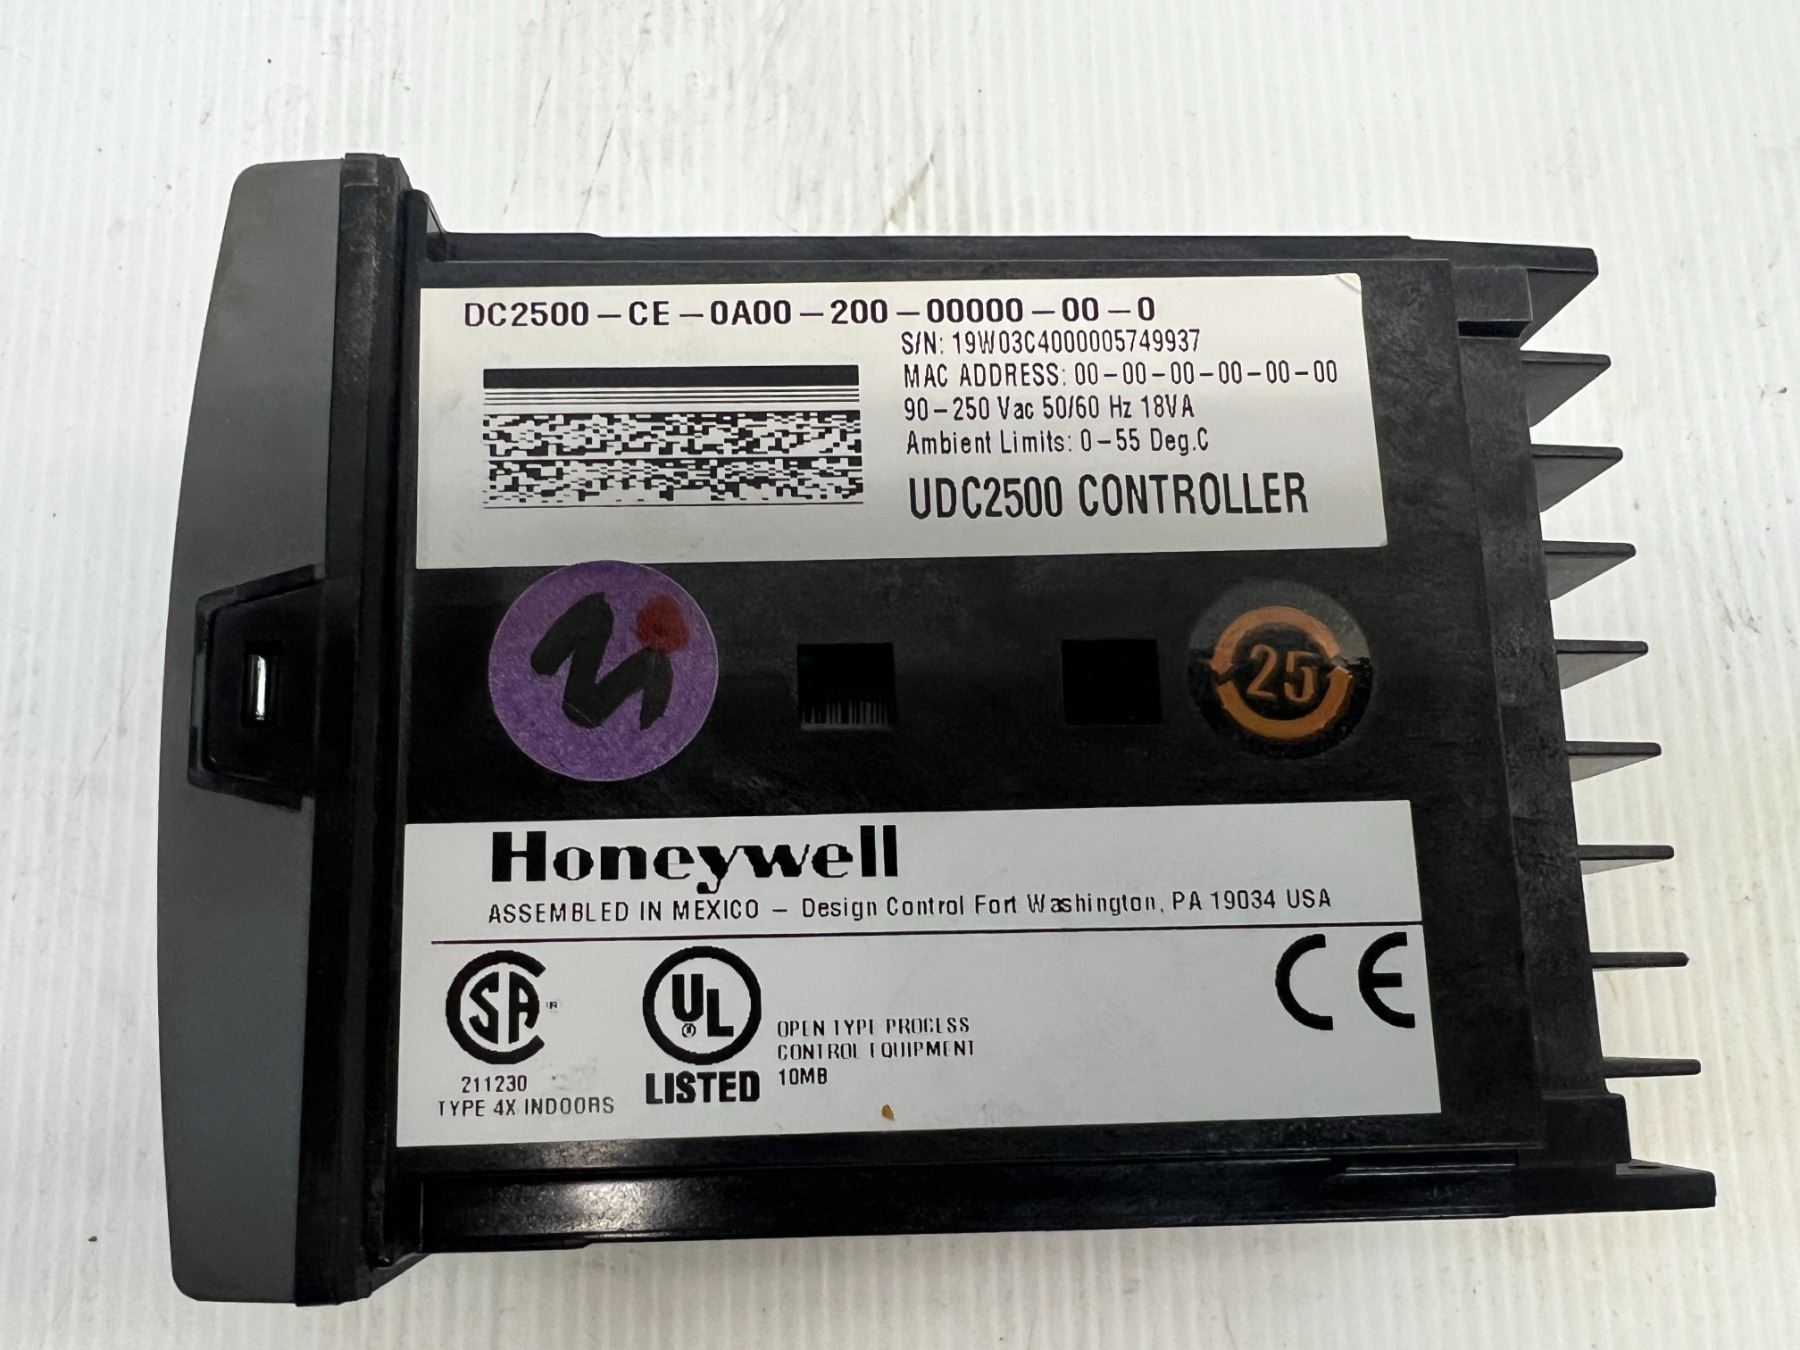 DC2500-CE-0A00-200-00000-00-0
S/N: 19W03C4000005749937
MAC ADDRESS: 00-00-00-00-00-00
90-250 Vac 50/60 Hz 18VA
Ambient Limits: 0-55 Deg.C
UDC2500 CONTROLLER
25
Honeywell
ASSEMBLED IN MEXICO - Design Control Fort Washington, PA 19034 USA
SA
211230
TYPE 4X INDOORS
UL
LISTED
OPEN TYPE PROCESS
CONTROL EQUIPMENT
10MB
CE